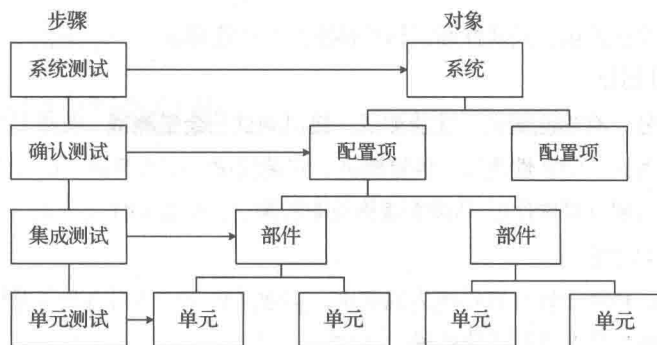 步骤 对象
系统测试 系统
确认测试 配置项 配置项
集成测试 部件 部件
单元测试 单元 单元 单元 单元